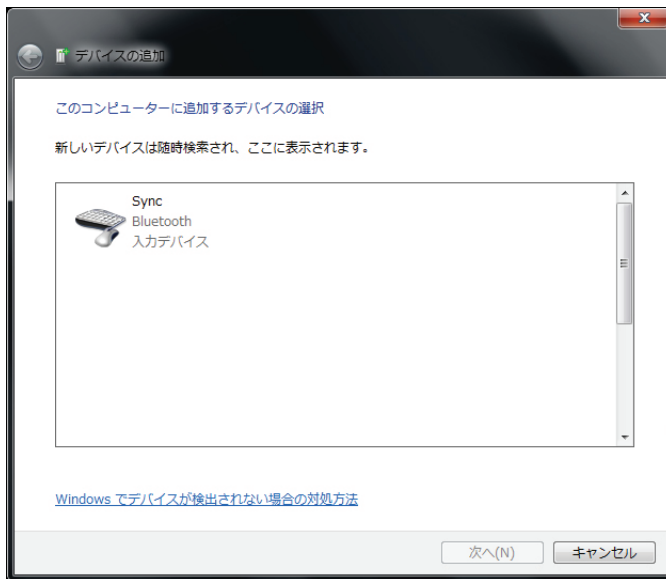 デバイスの追加
このコンピューターに追加するデバイスの選択
新しいデバイスは随時検索され、ここに表示されます。
Sync
Bluetooth
入力デバイス
Windows でデバイスが検出されない場合の対処方法
次へ(N)
キャンセル